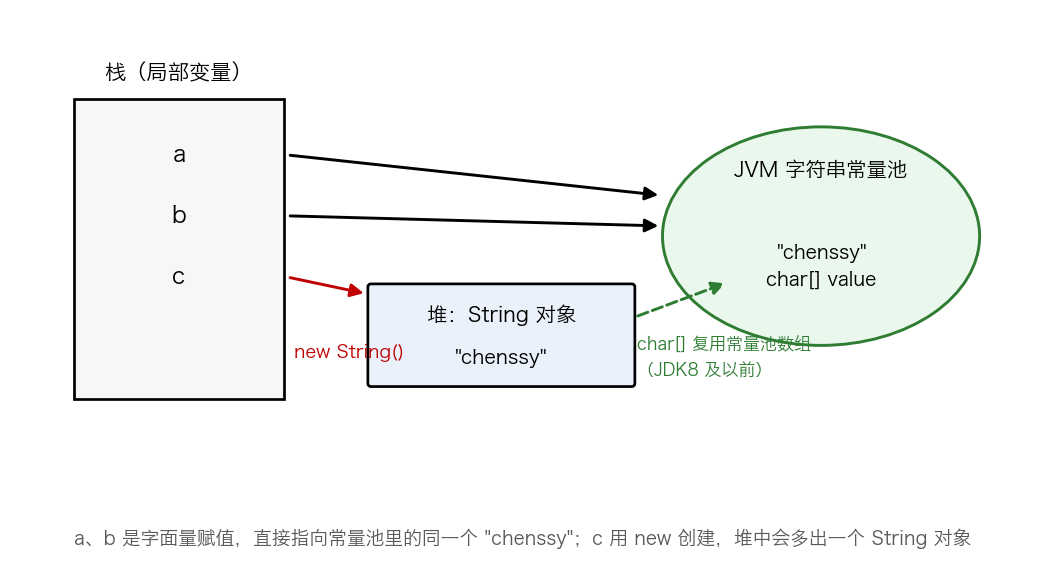 栈（局部变量）
a
b
c
new String()
堆：String 对象
"chenssy"
JVM 字符串常量池
"chenssy"
char[] value
char[] 复用常量池数组
（JDK8 及以前）
a、b 是字面量赋值，直接指向常量池里的同一个 "chenssy"；c 用 new 创建，堆中会多出一个 String 对象